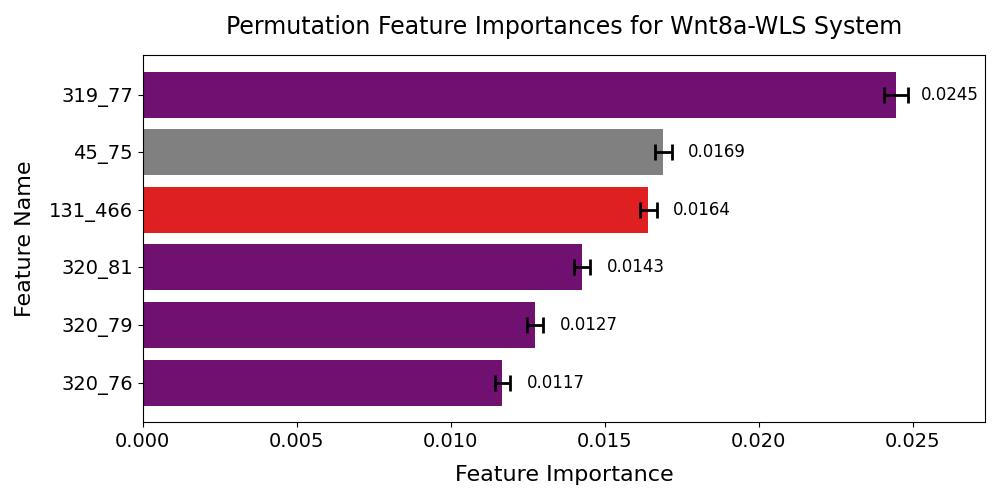 Permutation Feature Importances for Wnt8a-WLS System
Feature Name
319_77 0.0245
45_75 0.0169
131_466 0.0164
320_81 0.0143
320_79 0.0127
320_76 0.0117
0.000 0.005 0.010 0.015 0.020 0.025
Feature Importance